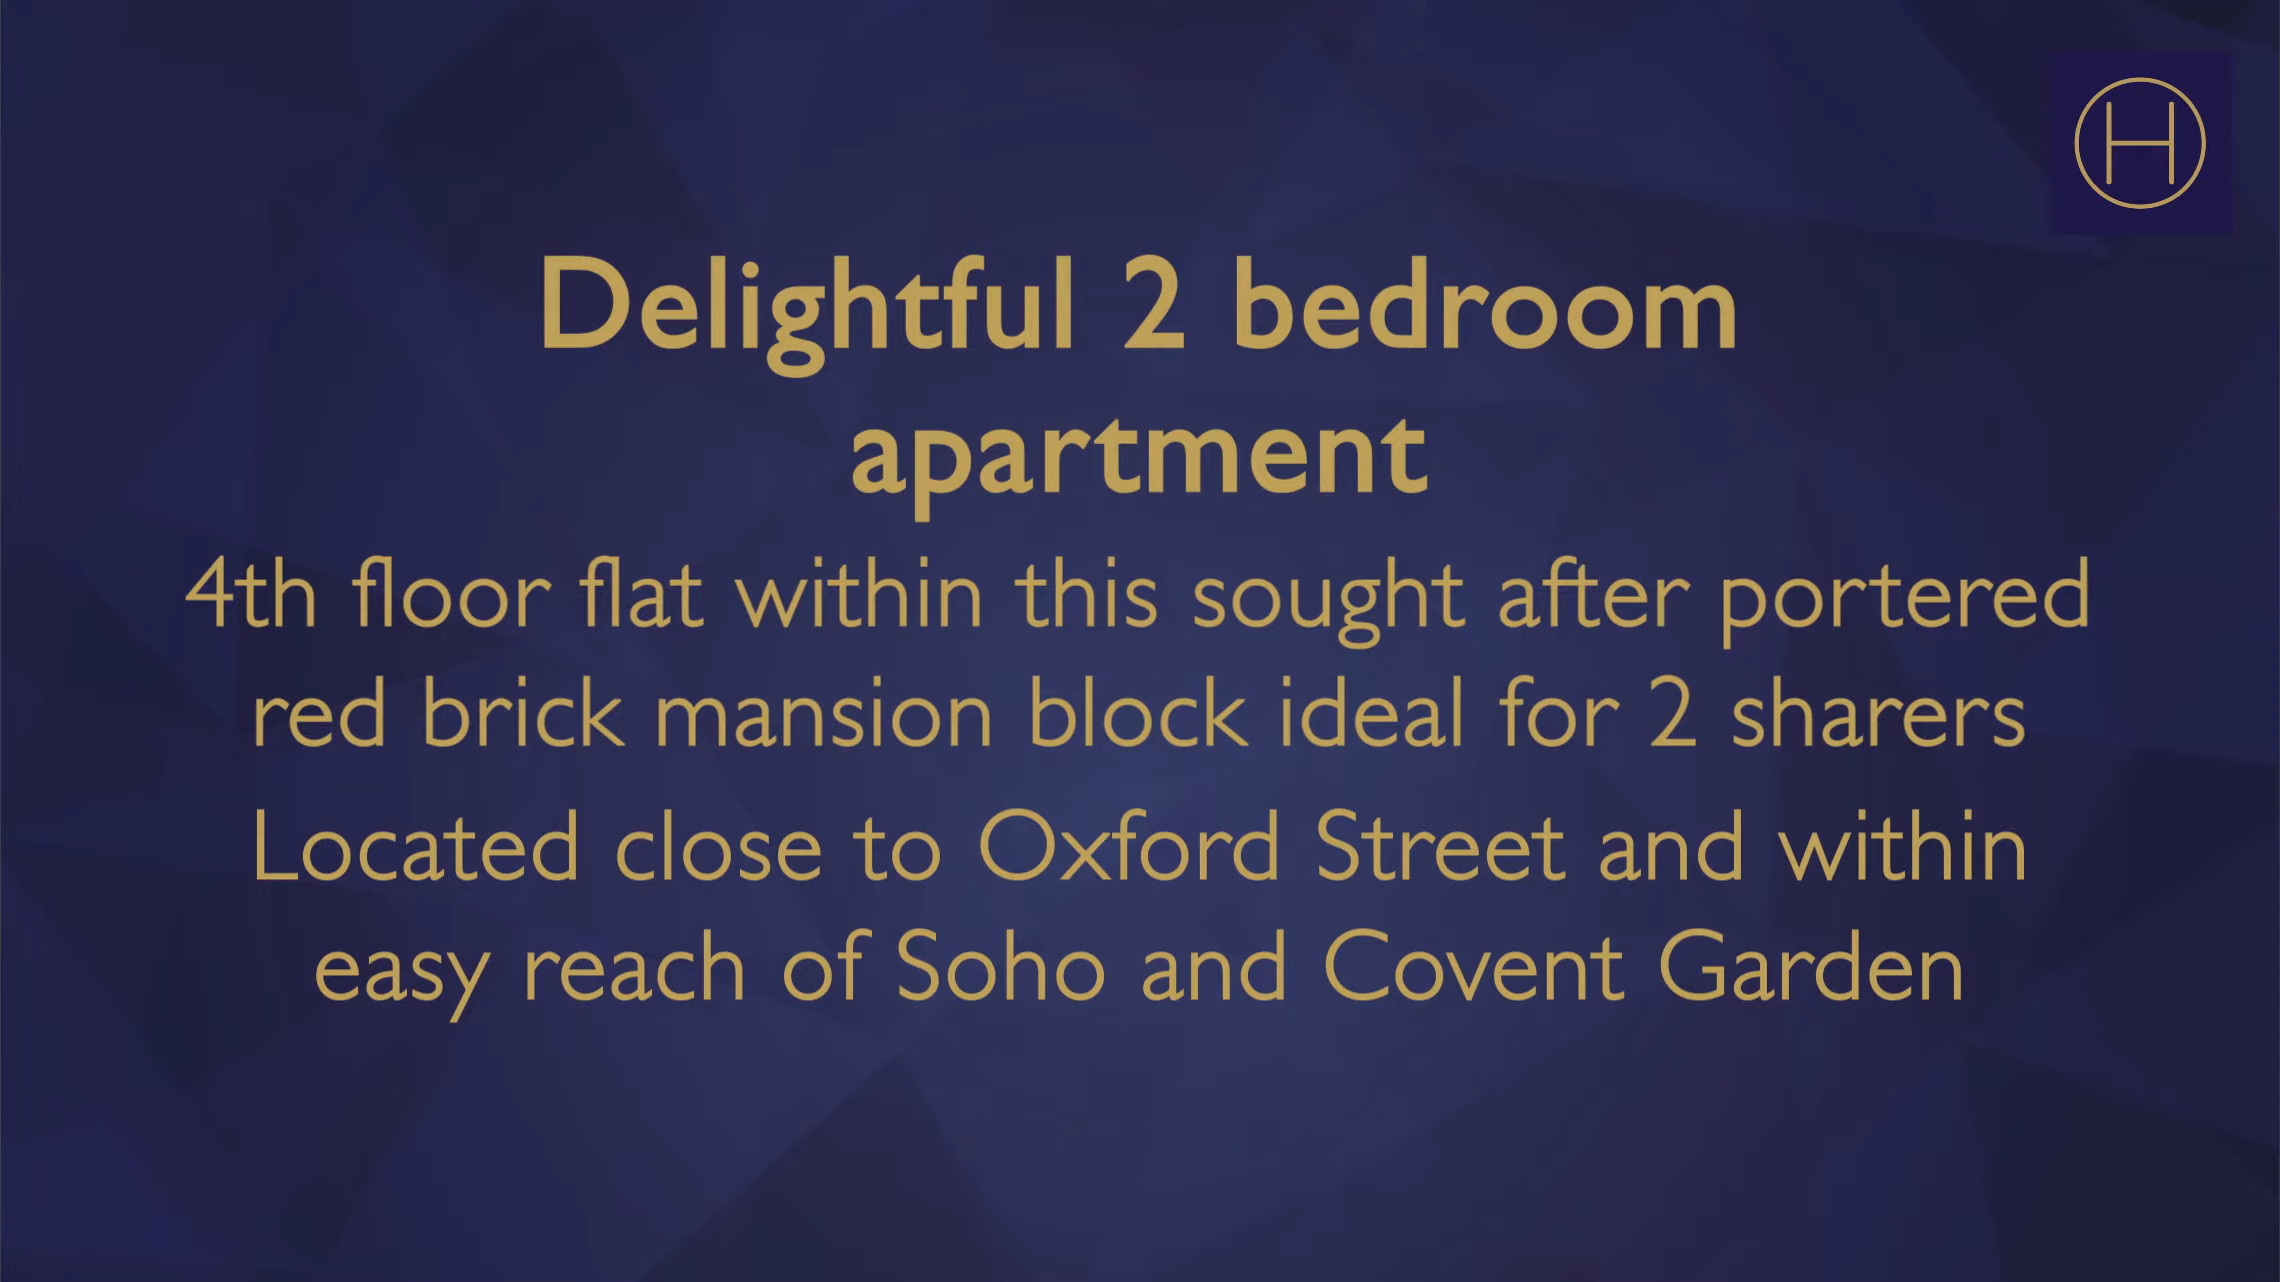 H
Delightful 2 bedroom
apartment
4th floor flat within this sought after portered
red brick mansion block ideal for 2 sharers
Located close to Oxford Street and within
easy reach of Soho and Covent Garden